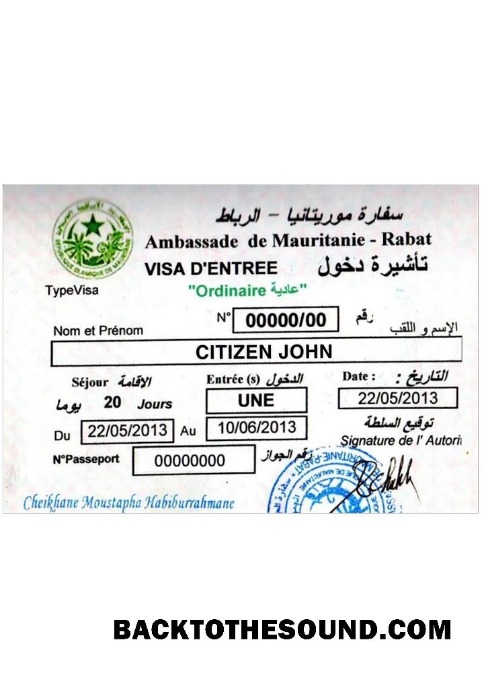 سفارة موريتانيا - الرباط
Ambassade de Mauritanie - Rabat
VISA D'ENTREE تأشيرة دخول
TypeVisa "Ordinaire عادية"
N° 00000/00 رقم
Nom et Prénom الإسم و اللقب
CITIZEN JOHN
Séjour الإقامة Entrée (s) الدخول Date : التاريخ :
يوما 20 Jours UNE 22/05/2013
Du 22/05/2013 Au 10/06/2013 توقيع السلطة
Signature de l' Autori
N°Passeport 00000000 رقم الجواز
Cheikhane Moustapha Habiburrahmane
BACKTOTHESOUND.COM